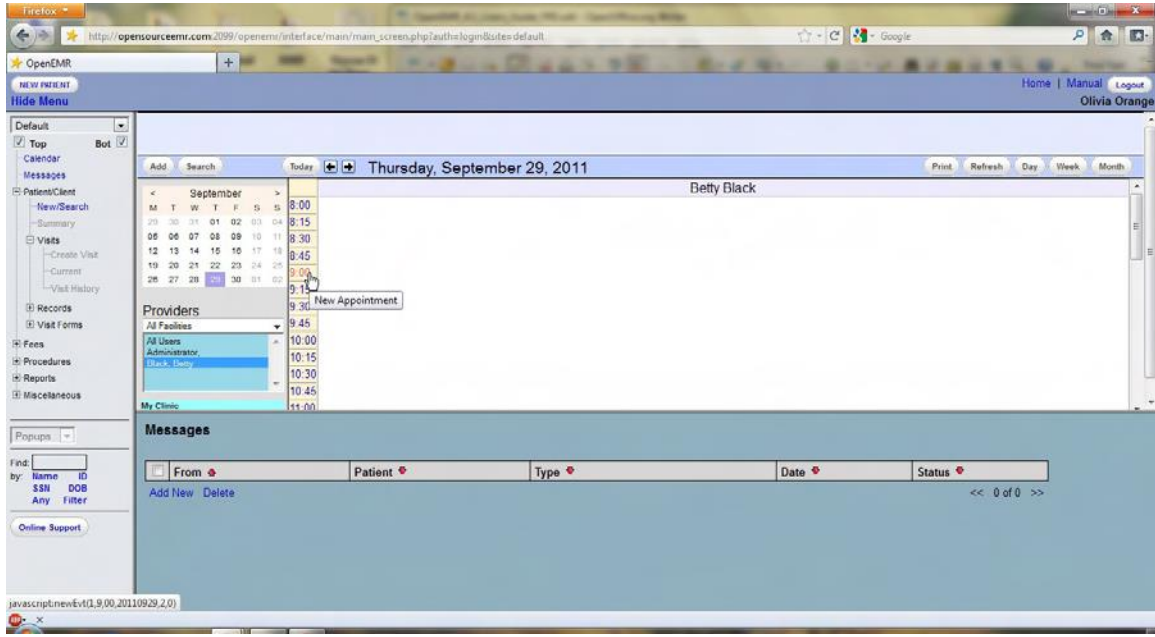 Firefox
http://opensourceemr.com:2099/openemr/interface/main/main_screen.php?auth=login&site=default
Google
OpenEMR
NEW PATIENT
Hide Menu
Home | Manual Logout
Olivia Orange
Default
Top Bot
Calendar
Messages
Patient/Client
New/Search
Summary
Visits
Create Visit
Current
Visit History
Records
Visit Forms
Fees
Procedures
Reports
Miscellaneous
Popups
Find:
by: Name ID
SSN DOB
Any Filter
Online Support
Add Search Today Thursday, September 29, 2011 Print Refresh Day Week Month
Betty Black
< September >
M T W T F S S
29 30 31 01 02 03 04
05 06 07 08 09 10 11
12 13 14 15 16 17 18
19 20 21 22 23 24 25
26 27 28 29 30 01 02
Providers
All Facilities
All Users
Administrator,
Black, Betty
My Clinic
8:00
8:15
8:30
8:45
9:00
9:15
New Appointment
9:30
9:45
10:00
10:15
10:30
10:45
11:00
Messages
From Patient Type Date Status
Add New Delete << 0 of 0 >>
javascript:newEvt(1,9,00,20110929,2,0)